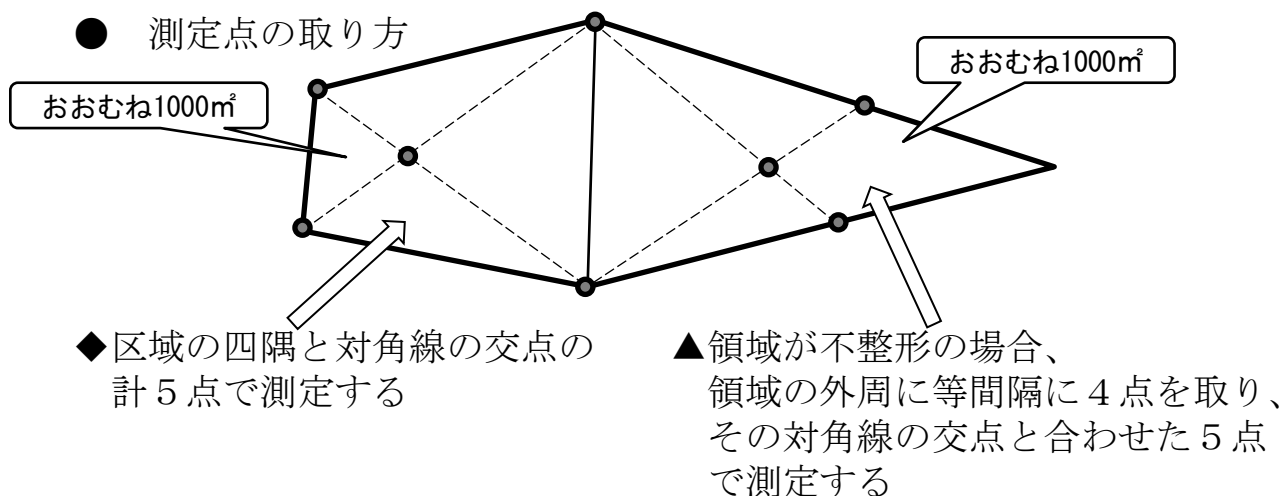 ● 測定点の取り方
おおむね1000㎡
おおむね1000㎡
◆区域の四隅と対角線の交点の
計５点で測定する
▲領域が不整形の場合、
領域の外周に等間隔に４点を取り、
その対角線の交点と合わせた５点
で測定する